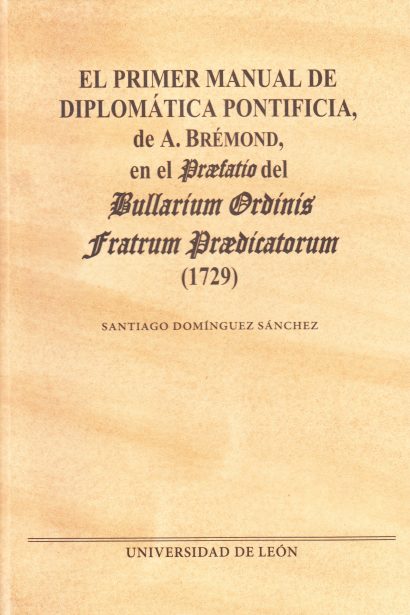 EL PRIMER MANUAL DE
DIPLOMÁTICA PONTIFICIA,
de A. BRÉMOND,
en el Præfatio del
Bullarium Ordinis
Fratrum Prædicatorum
(1729)
SANTIAGO DOMÍNGUEZ SÁNCHEZ
UNIVERSIDAD DE LEÓN